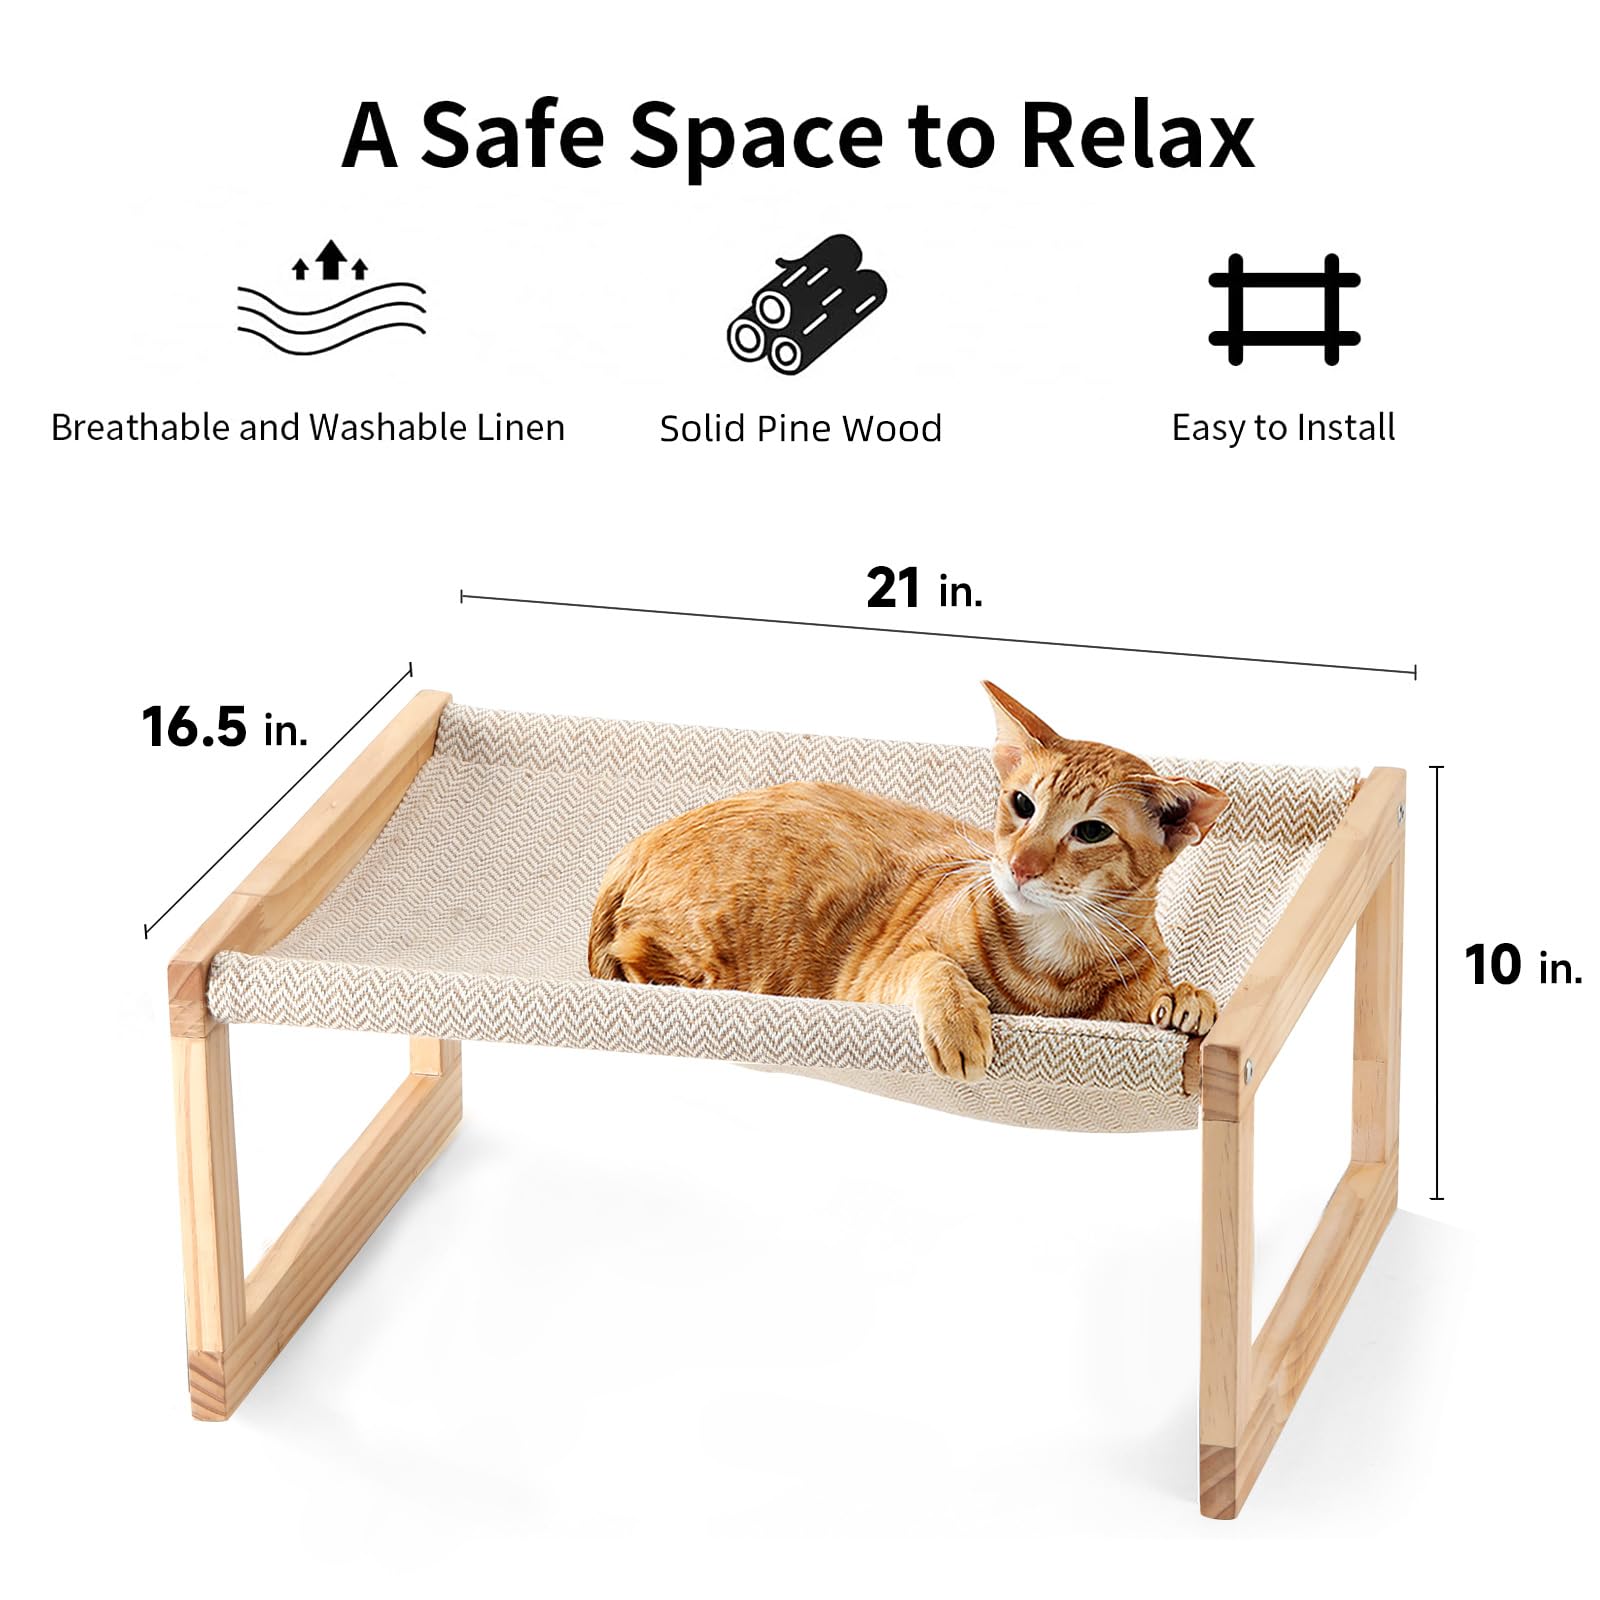 A Safe Space to Relax
Breathable and Washable Linen
Solid Pine Wood
Easy to Install
21 in.
16.5 in.
10 in.